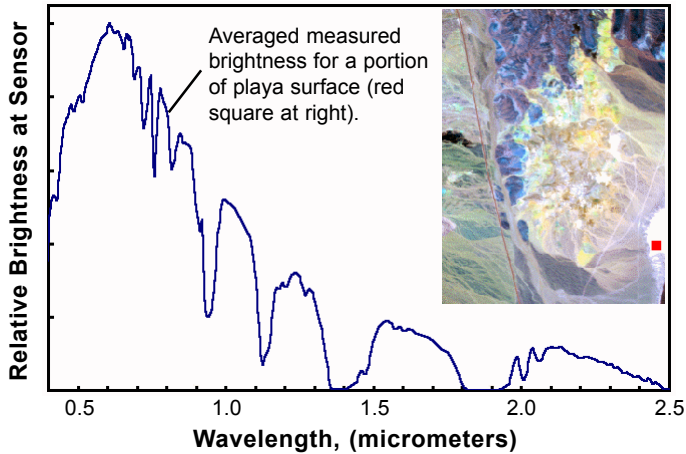 Relative Brightness at Sensor
Averaged measured
brightness for a portion
of playa surface (red
square at right).
0.5 1.0 1.5 2.0 2.5
Wavelength, (micrometers)